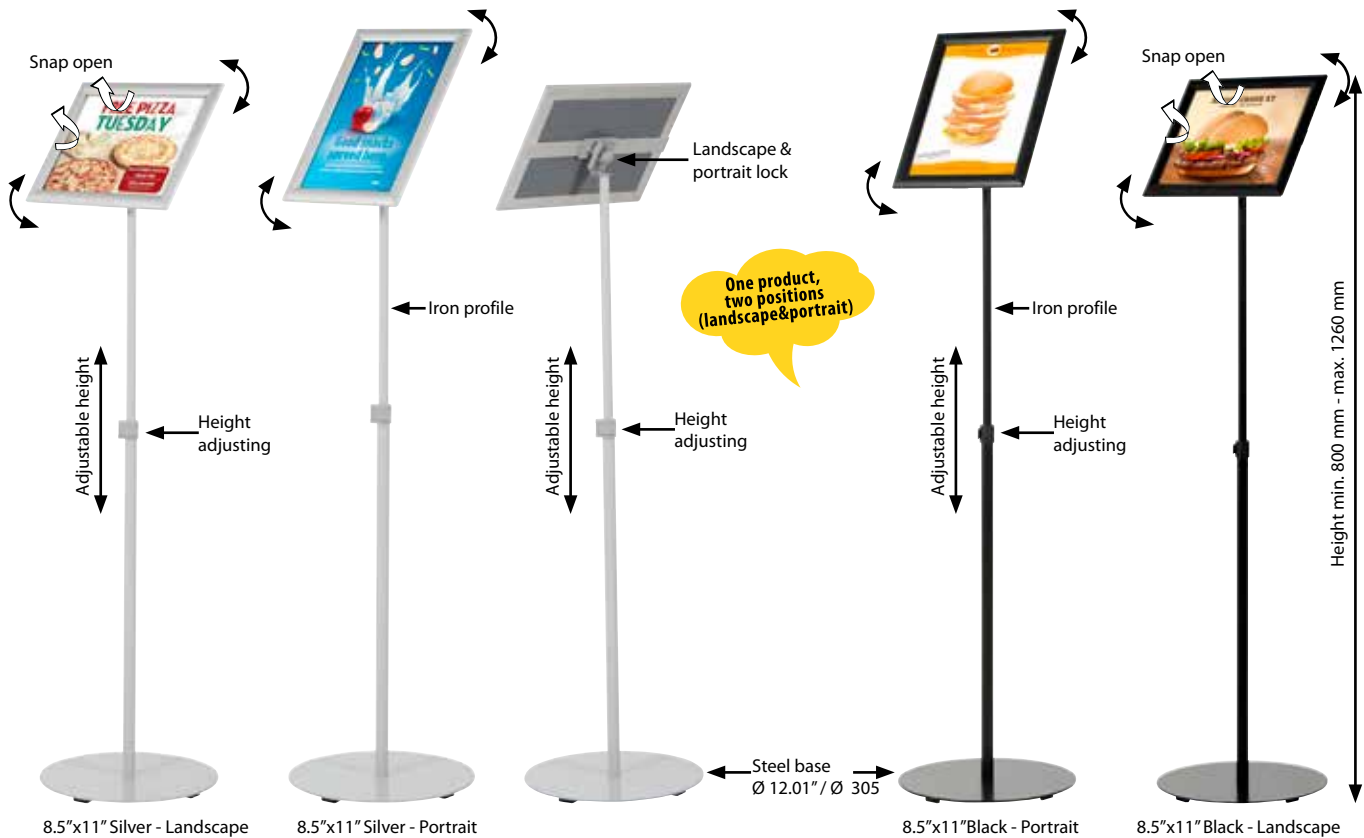 Snap open
FREE PIZZA
TUESDAY
Landscape &
portrait lock
Snap open
One product,
two positions
(landscape&portrait)
Iron profile
Iron profile
Adjustable height
Height
adjusting
Adjustable height
Height
adjusting
Adjustable height
Height
adjusting
Height min. 800 mm - max. 1260 mm
Steel base
Ø 12.01” / Ø 305
8.5”x11” Silver - Landscape
8.5”x11” Silver - Portrait
8.5”x11”Black - Portrait
8.5”x11” Black - Landscape